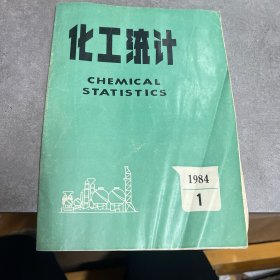 化工统计
CHEMICAL
STATISTICS
1984
1